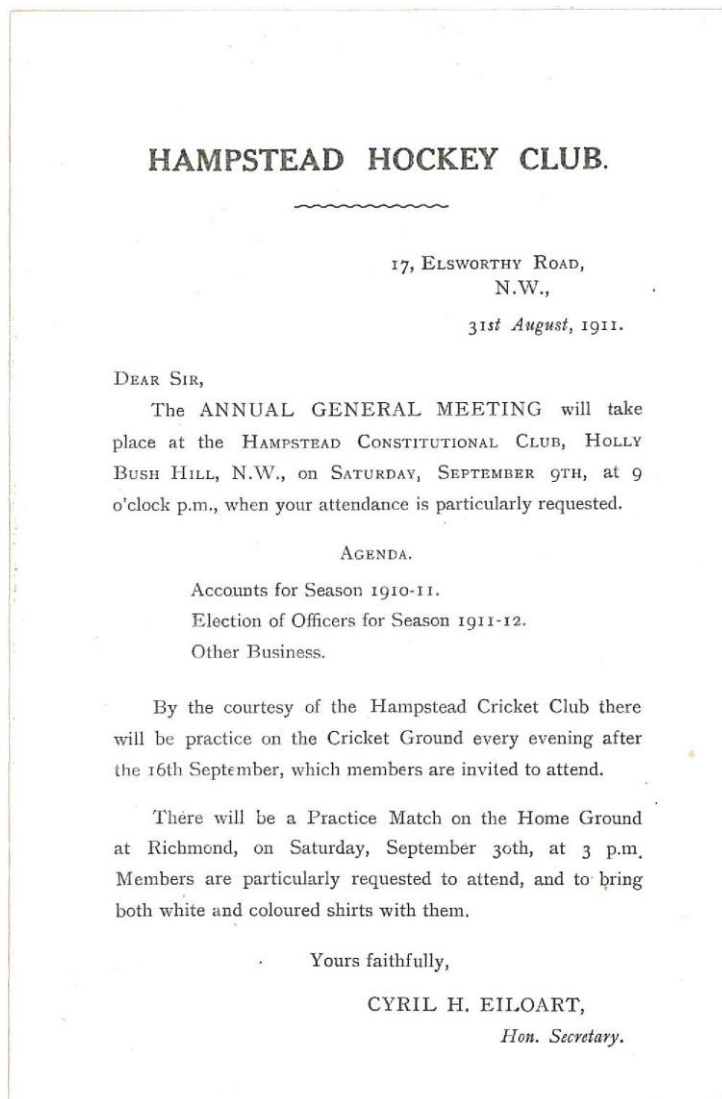 HAMPSTEAD HOCKEY CLUB.
17, ELSWORTHY ROAD,
N.W.,
31st August, 1911.
DEAR SIR,
The ANNUAL GENERAL MEETING will take
place at the HAMPSTEAD CONSTITUTIONAL CLUB, HOLLY
BUSH HILL, N.W., on SATURDAY, SEPTEMBER 9TH, at 9
o'clock p.m., when your attendance is particularly requested.
AGENDA.
Accounts for Season 1910-11.
Election of Officers for Season 1911-12.
Other Business.
By the courtesy of the Hampstead Cricket Club there
will be practice on the Cricket Ground every evening after
the 16th September, which members are invited to attend.
There will be a Practice Match on the Home Ground
at Richmond, on Saturday, September 30th, at 3 p.m.
Members are particularly requested to attend, and to bring
both white and coloured shirts with them.
Yours faithfully,
CYRIL H. EILOART,
Hon. Secretary.